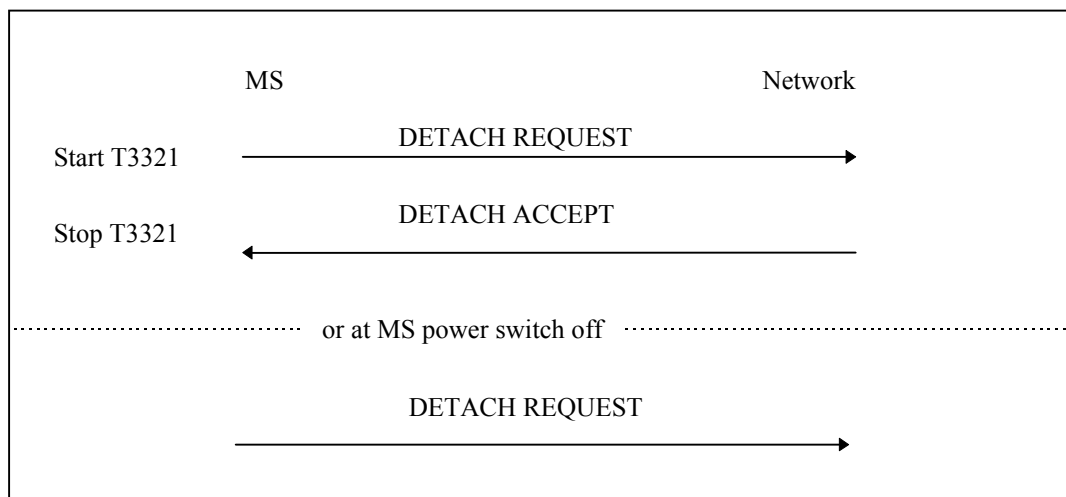 MS Network
Start T3321 DETACH REQUEST
Stop T3321 DETACH ACCEPT
or at MS power switch off
DETACH REQUEST